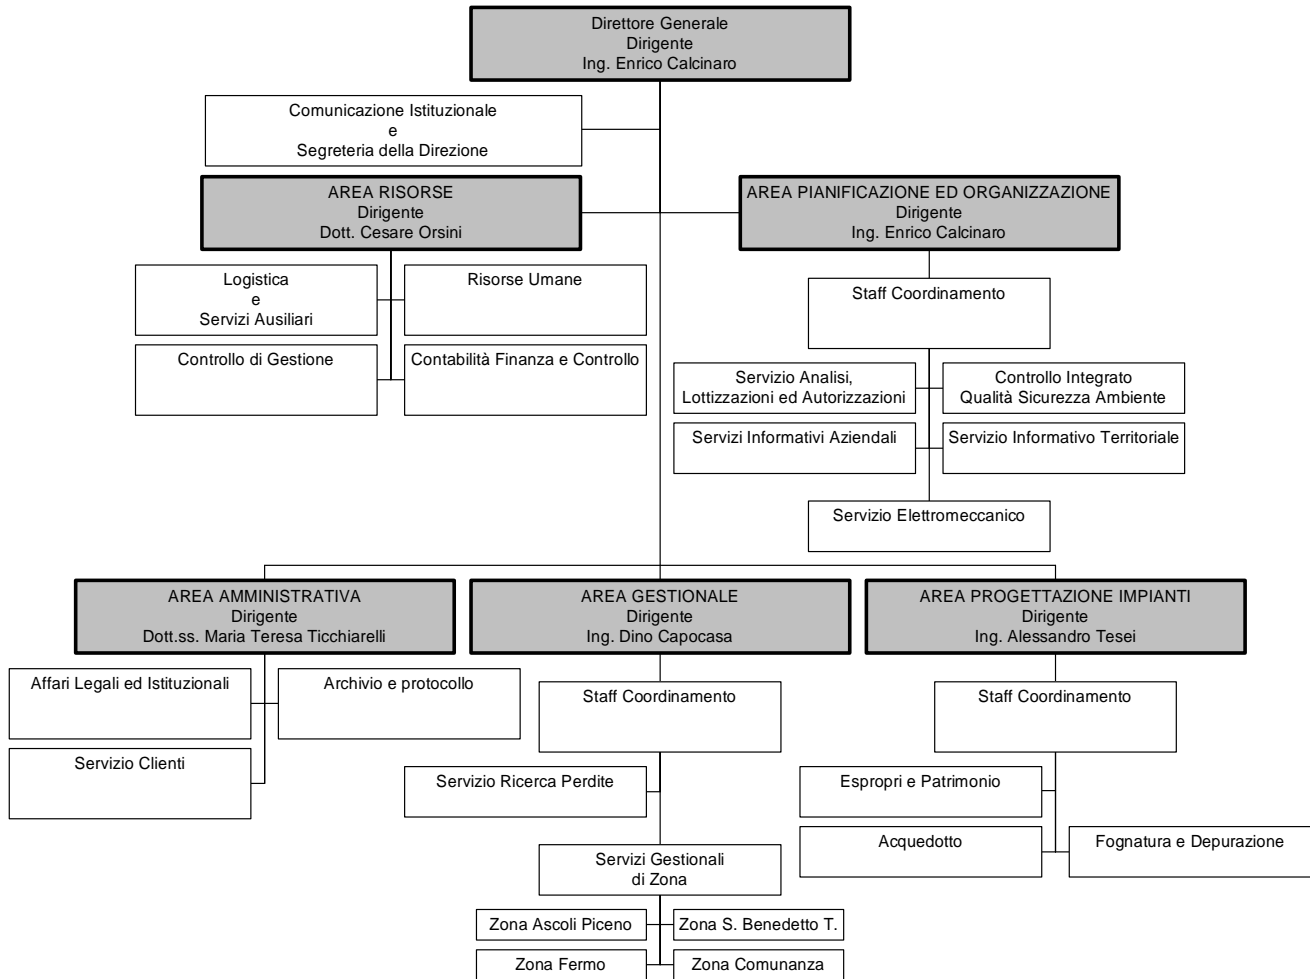 Direttore Generale
Dirigente
Ing. Enrico Calcinaro
Comunicazione Istituzionale
e
Segreteria della Direzione
AREA RISORSE
Dirigente
Dott. Cesare Orsini
AREA PIANIFICAZIONE ED ORGANIZZAZIONE
Dirigente
Ing. Enrico Calcinaro
Logistica
e
Servizi Ausiliari
Risorse Umane
Controllo di Gestione
Contabilità Finanza e Controllo
Staff Coordinamento
Servizio Analisi,
Lottizzazioni ed Autorizzazioni
Controllo Integrato
Qualità Sicurezza Ambiente
Servizi Informativi Aziendali
Servizio Informativo Territoriale
Servizio Elettromeccanico
AREA AMMINISTRATIVA
Dirigente
Dott.ss. Maria Teresa Ticchiarelli
AREA GESTIONALE
Dirigente
Ing. Dino Capocasa
AREA PROGETTAZIONE IMPIANTI
Dirigente
Ing. Alessandro Tesei
Affari Legali ed Istituzionali
Archivio e protocollo
Servizio Clienti
Staff Coordinamento
Servizio Ricerca Perdite
Servizi Gestionali
di Zona
Zona Ascoli Piceno
Zona S. Benedetto T.
Zona Fermo
Zona Comunanza
Staff Coordinamento
Espropri e Patrimonio
Acquedotto
Fognatura e Depurazione